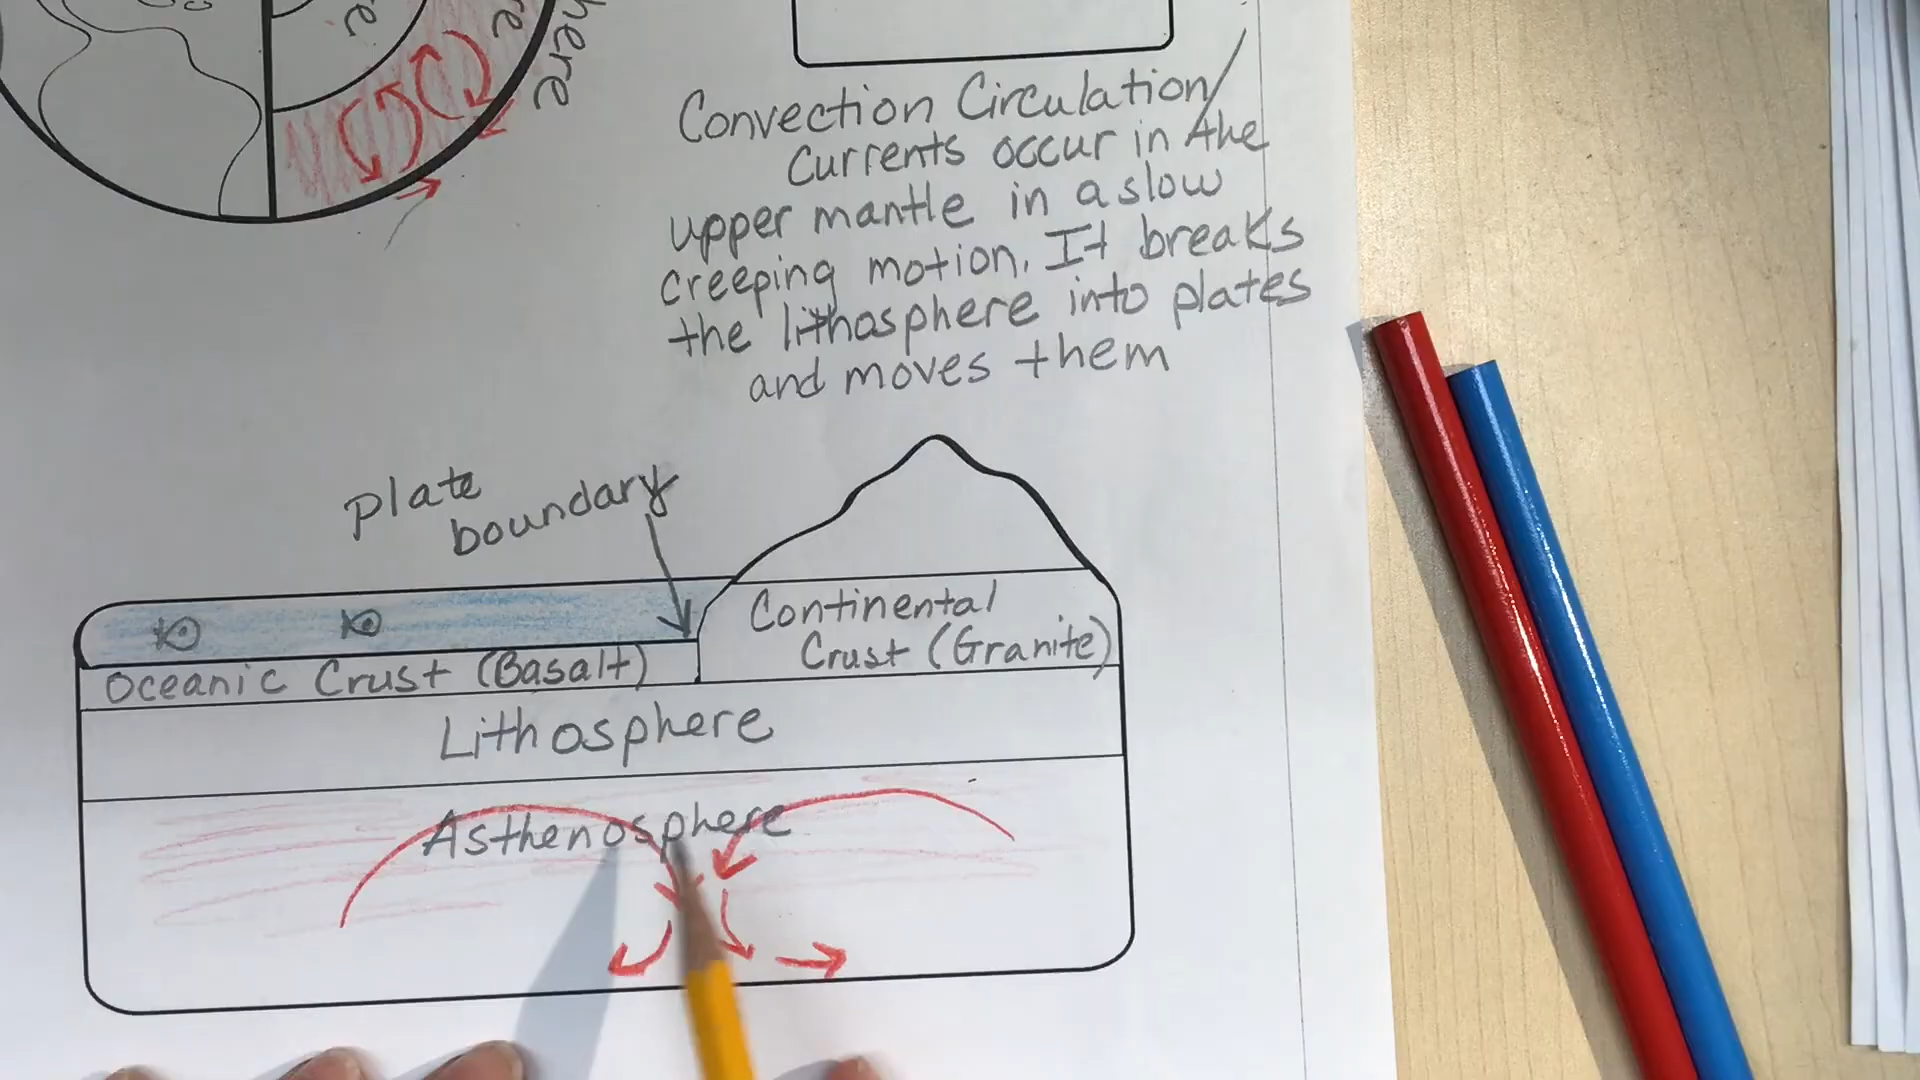 Convection Circulation/
Currents occur in the
upper mantle in a slow
creeping motion. It breaks
the lithosphere into plates
and moves them
plate
boundary
Continental
Crust (Granite)
Oceanic Crust (Basalt)
Lithosphere
Asthenosphere